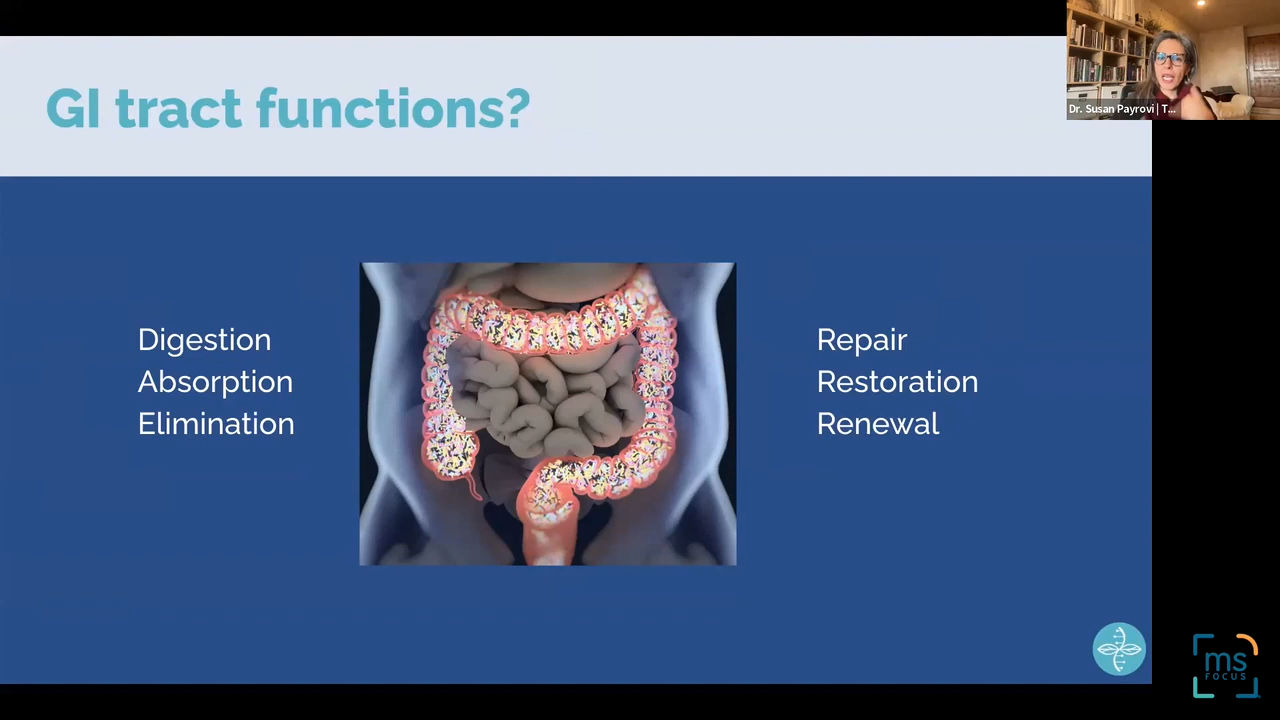 GI tract functions?
Dr. Susan Payrovi | T...
Digestion
Absorption
Elimination
Repair
Restoration
Renewal
ms
FOCUS